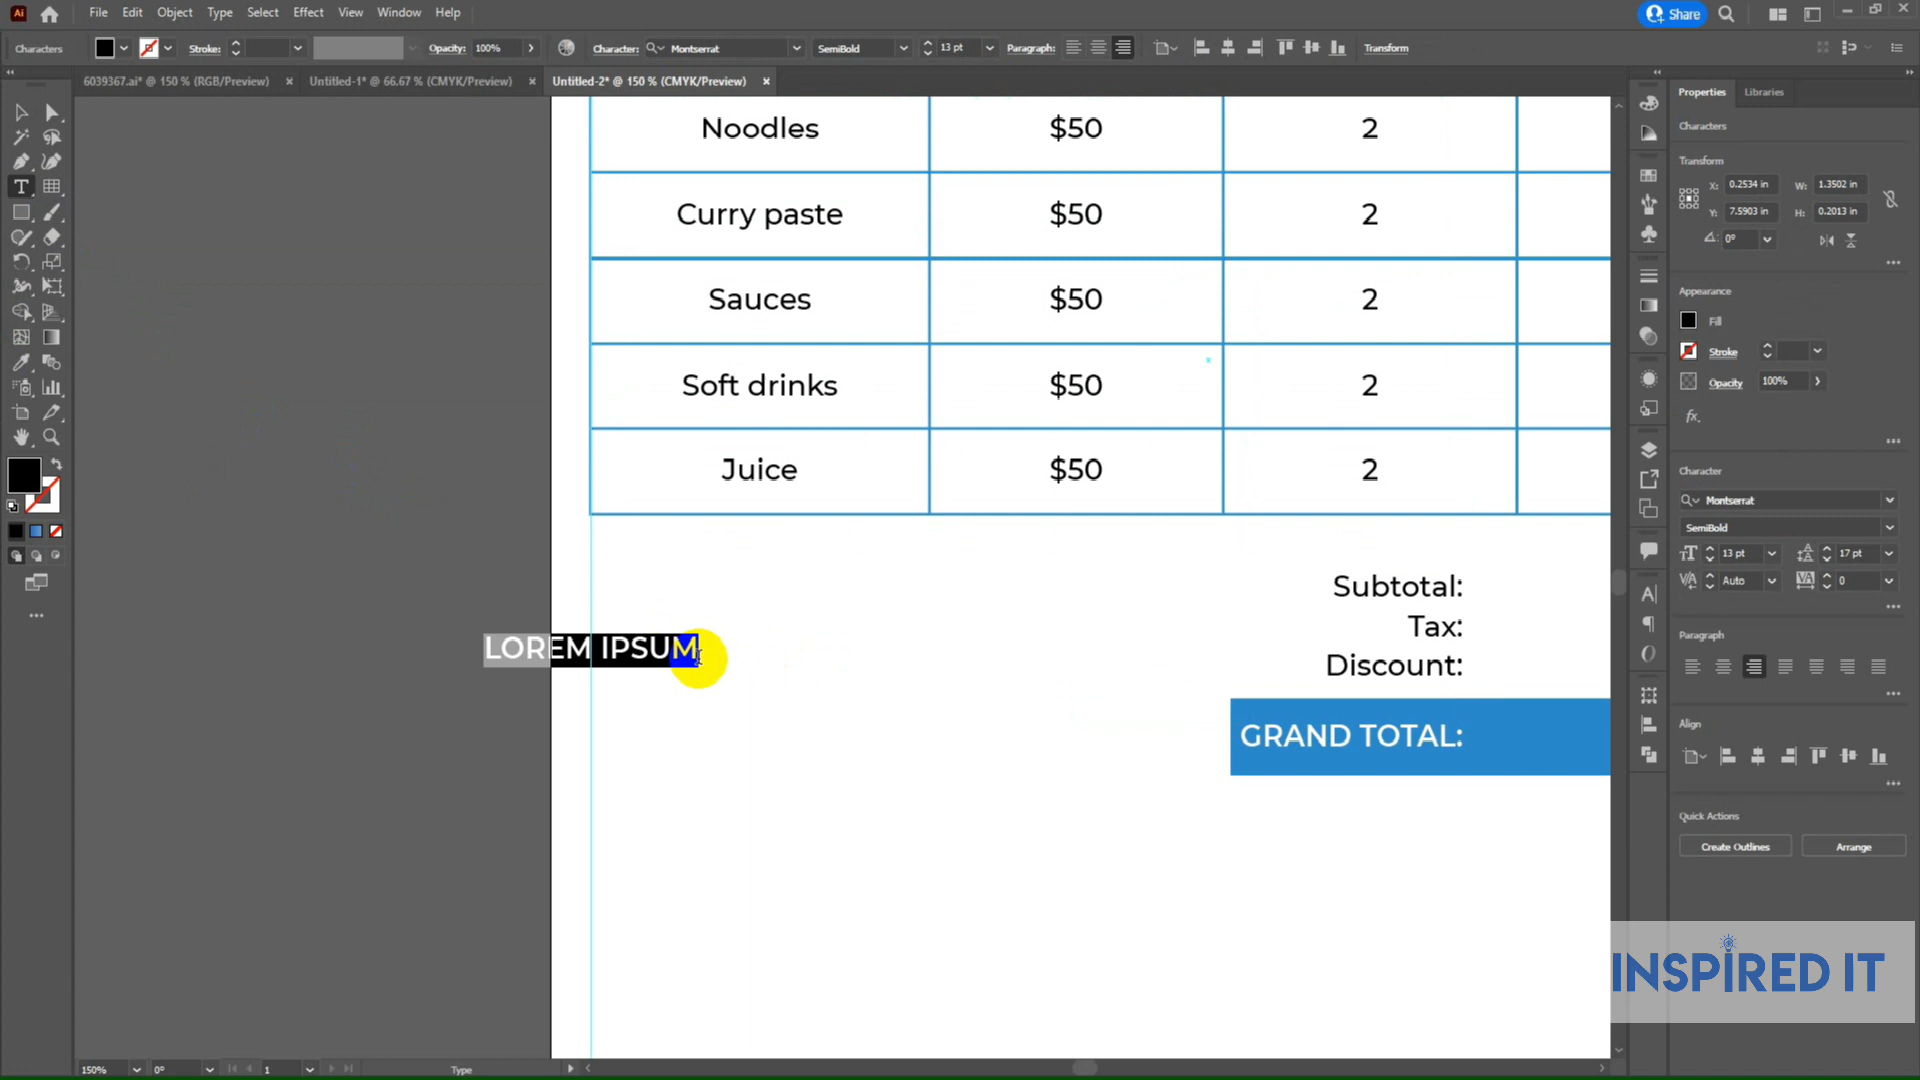 Ai File Edit Object Type Select Effect View Window Help Share
Characters Stroke: Opacity: 100% Character: Montserrat SemiBold 13 pt Paragraph: Transform
6039367.ai* @ 150 % (RGB/Preview) × Untitled-1* @ 66.67 % (CMYK/Preview) × Untitled-2* @ 150 % (CMYK/Preview) ×
Properties Libraries
Characters
Transform
X: 0.2534 in W: 1.3502 in
Y: 7.5903 in H: 0.2013 in
0°
Appearance
Fill
Stroke
Opacity 100%
fx.
Character
Montserrat
SemiBold
13 pt 17 pt
Auto 0
Paragraph
Align
Quick Actions
Create Outlines Arrange
Noodles $50 2
Curry paste $50 2
Sauces $50 2
Soft drinks $50 2
Juice $50 2
Subtotal:
Tax:
Discount:
GRAND TOTAL:
LOREM IPSUM
INSPIRED IT
150% 0° 1 Type